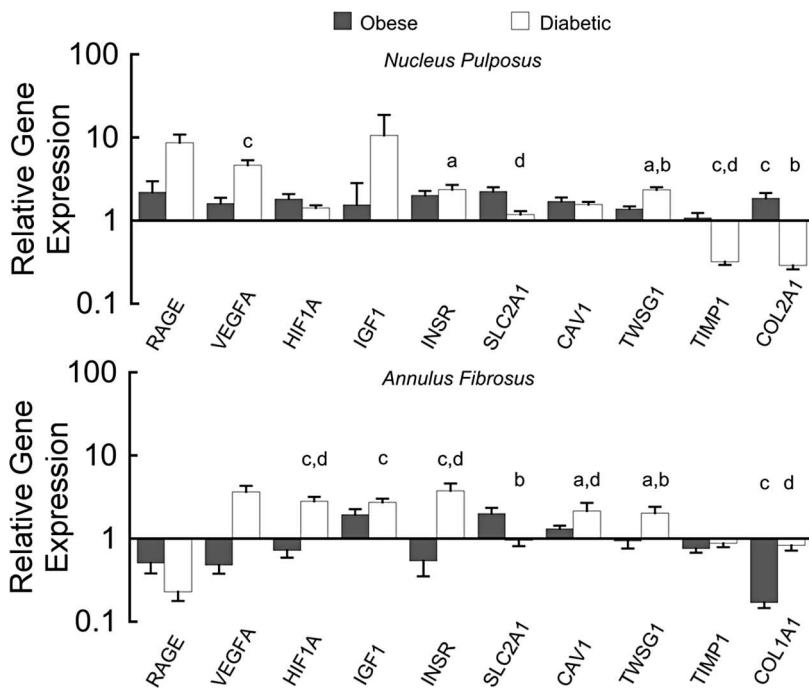 Obese Diabetic
Nucleus Pulposus
Relative Gene
Expression
100
10
1
0.1
c a d a,b c,d c b
RAGE VEGFA HIF1A IGF1 INSR SLC2A1 CAV1 TWSG1 TIMP1 COL2A1
Annulus Fibrosus
Relative Gene
Expression
100
10
1
0.1
c,d c c,d b a,d a,b c d
RAGE VEGFA HIF1A IGF1 INSR SLC2A1 CAV1 TWSG1 TIMP1 COL1A1